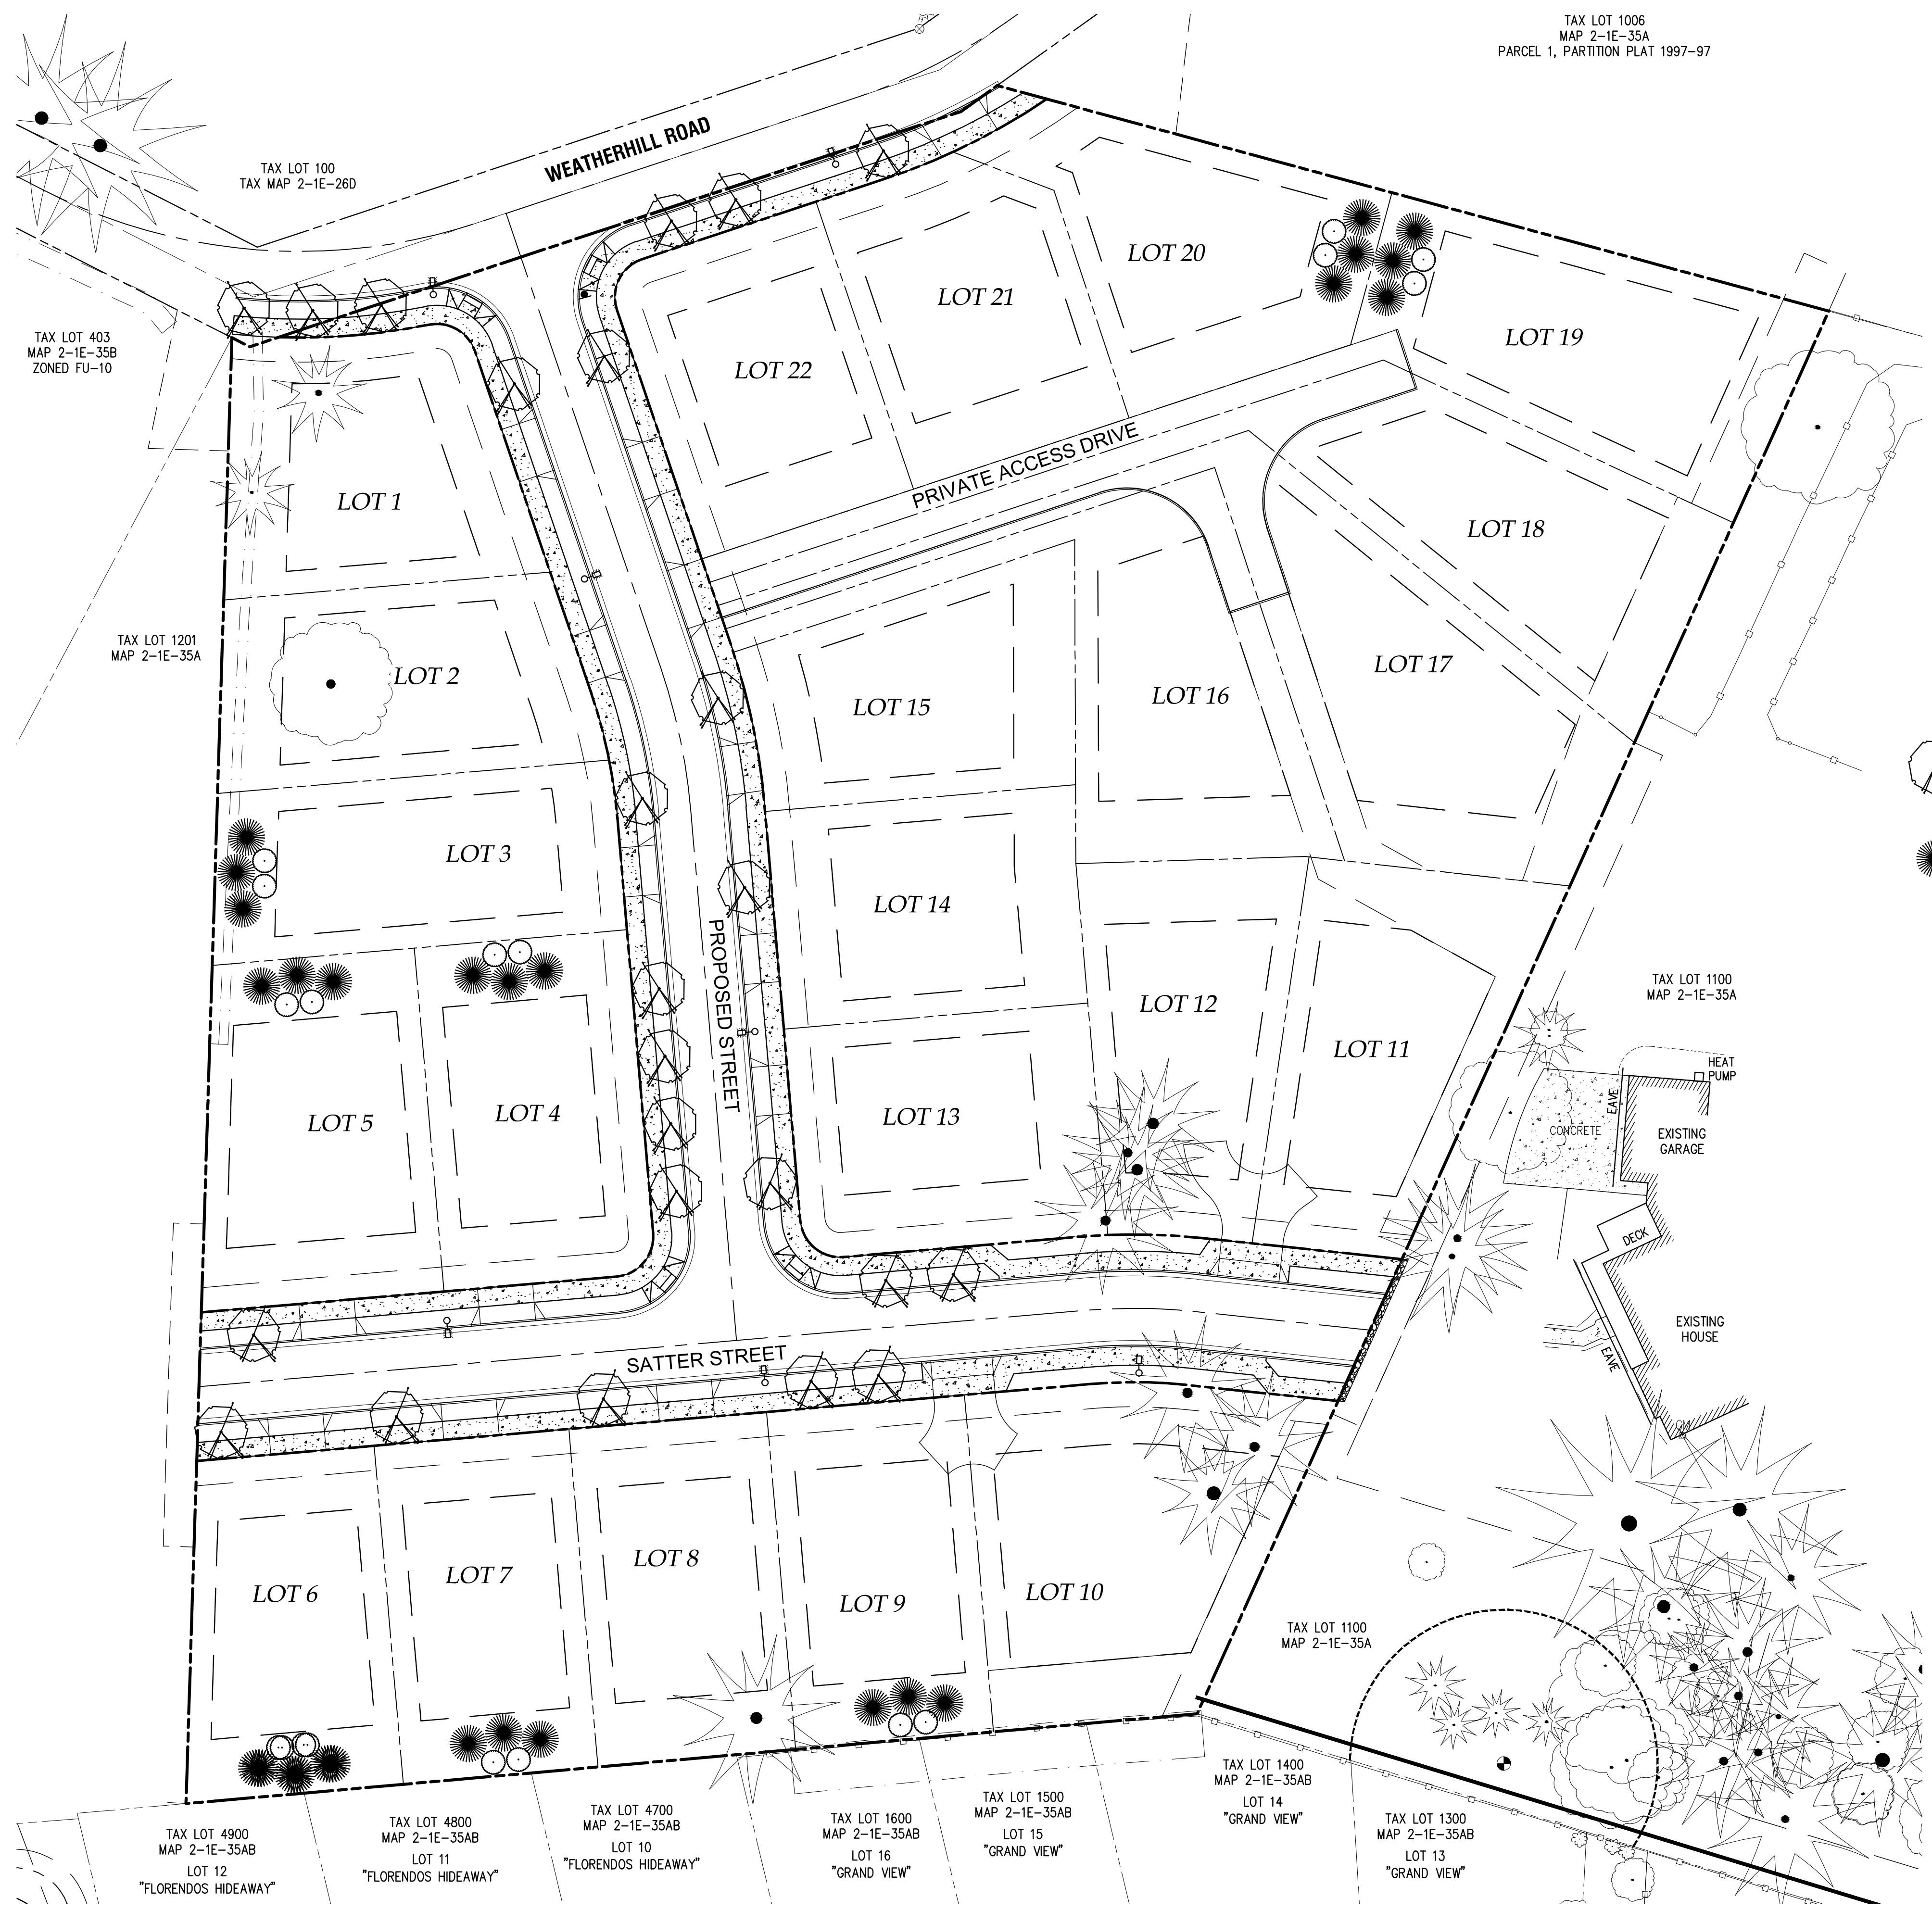 TAX LOT 1006
MAP 2-1E-35A
PARCEL 1, PARTITION PLAT 1997-97
WEATHERHILL ROAD
TAX LOT 100
TAX MAP 2-1E-26D
TAX LOT 403
MAP 2-1E-35B
ZONED FU-10
LOT 20
LOT 21
LOT 19
LOT 22
PRIVATE ACCESS DRIVE
LOT 1
LOT 18
TAX LOT 1201
MAP 2-1E-35A
LOT 2
LOT 17
LOT 16
LOT 15
LOT 3
LOT 14
PROPOSED STREET
LOT 12
TAX LOT 1100
MAP 2-1E-35A
LOT 11
HEAT
PUMP
EAVE
CONCRETE
EXISTING
GARAGE
LOT 5
LOT 4
LOT 13
DECK
EXISTING
HOUSE
EAVE
SATTER STREET
LOT 6
LOT 7
LOT 8
LOT 9
LOT 10
TAX LOT 1100
MAP 2-1E-35A
TAX LOT 4900
MAP 2-1E-35AB
LOT 12
"FLORENDOS HIDEAWAY"
TAX LOT 4800
MAP 2-1E-35AB
LOT 11
"FLORENDOS HIDEAWAY"
TAX LOT 4700
MAP 2-1E-35AB
LOT 10
"FLORENDOS HIDEAWAY"
TAX LOT 1600
MAP 2-1E-35AB
LOT 16
"GRAND VIEW"
TAX LOT 1500
MAP 2-1E-35AB
LOT 15
"GRAND VIEW"
TAX LOT 1400
MAP 2-1E-35AB
LOT 14
"GRAND VIEW"
TAX LOT 1300
MAP 2-1E-35AB
LOT 13
"GRAND VIEW"